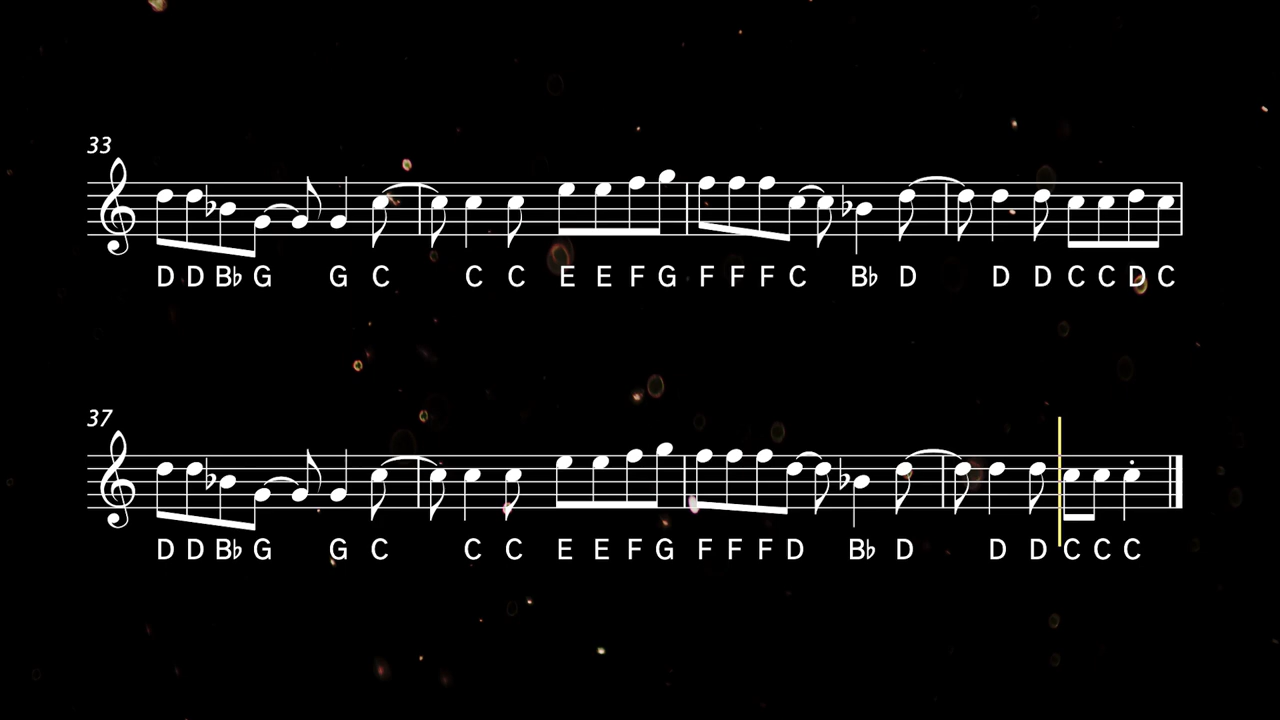 33
D D B♭ G G C C C E E F G F F F C B♭ D D D C C D C
37
D D B♭ G G C C C E E F G F F F D B♭ D D D C C C